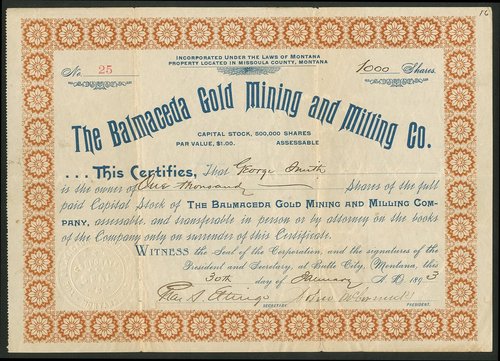 16
INCORPORATED UNDER THE LAWS OF MONTANA
PROPERTY LOCATED IN MISSOULA COUNTY, MONTANA
No. 25
1000 Shares.
The Balmaceda Gold Mining and Milling Co.
CAPITAL STOCK, 500,000 SHARES
PAR VALUE, $1.00. ASSESSABLE
. . . This Certifies, That George Smith
is the owner of One thousand Shares of the full
paid Capital Stock of THE BALMACEDA GOLD MINING AND MILLING COM-
PANY, assessable, and transferable in person or by attorney on the books
of the Company only on surrender of this Certificate.
WITNESS the Seal of the Corporation, and the signatures of the
President and Secretary, at Butte City, Montana, this
30th day of January A. D. 1893
Chas S.
SECRETARY.
PRESIDENT.